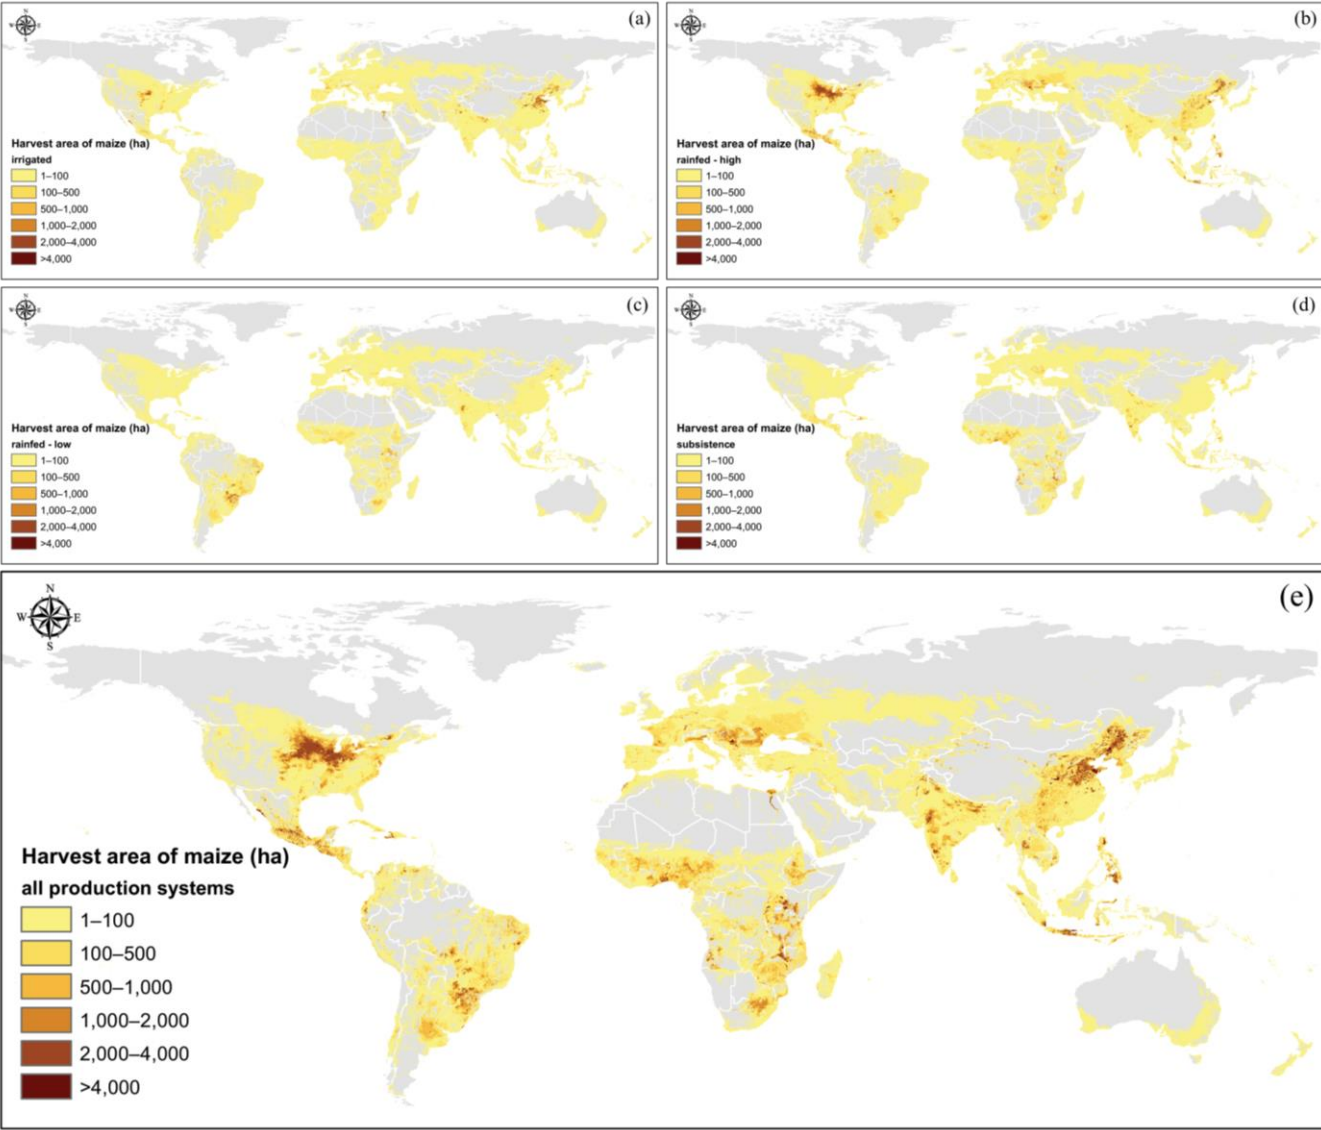 N
W E
S
(a)
Harvest area of maize (ha)
irrigated
1–100
100–500
500–1,000
1,000–2,000
2,000–4,000
>4,000
N
W E
S
(b)
Harvest area of maize (ha)
rainfed - high
1–100
100–500
500–1,000
1,000–2,000
2,000–4,000
>4,000
N
W E
S
(c)
Harvest area of maize (ha)
rainfed - low
1–100
100–500
500–1,000
1,000–2,000
2,000–4,000
>4,000
N
W E
S
(d)
Harvest area of maize (ha)
subsistence
1–100
100–500
500–1,000
1,000–2,000
2,000–4,000
>4,000
N
W E
S
(e)
Harvest area of maize (ha)
all production systems
1–100
100–500
500–1,000
1,000–2,000
2,000–4,000
>4,000